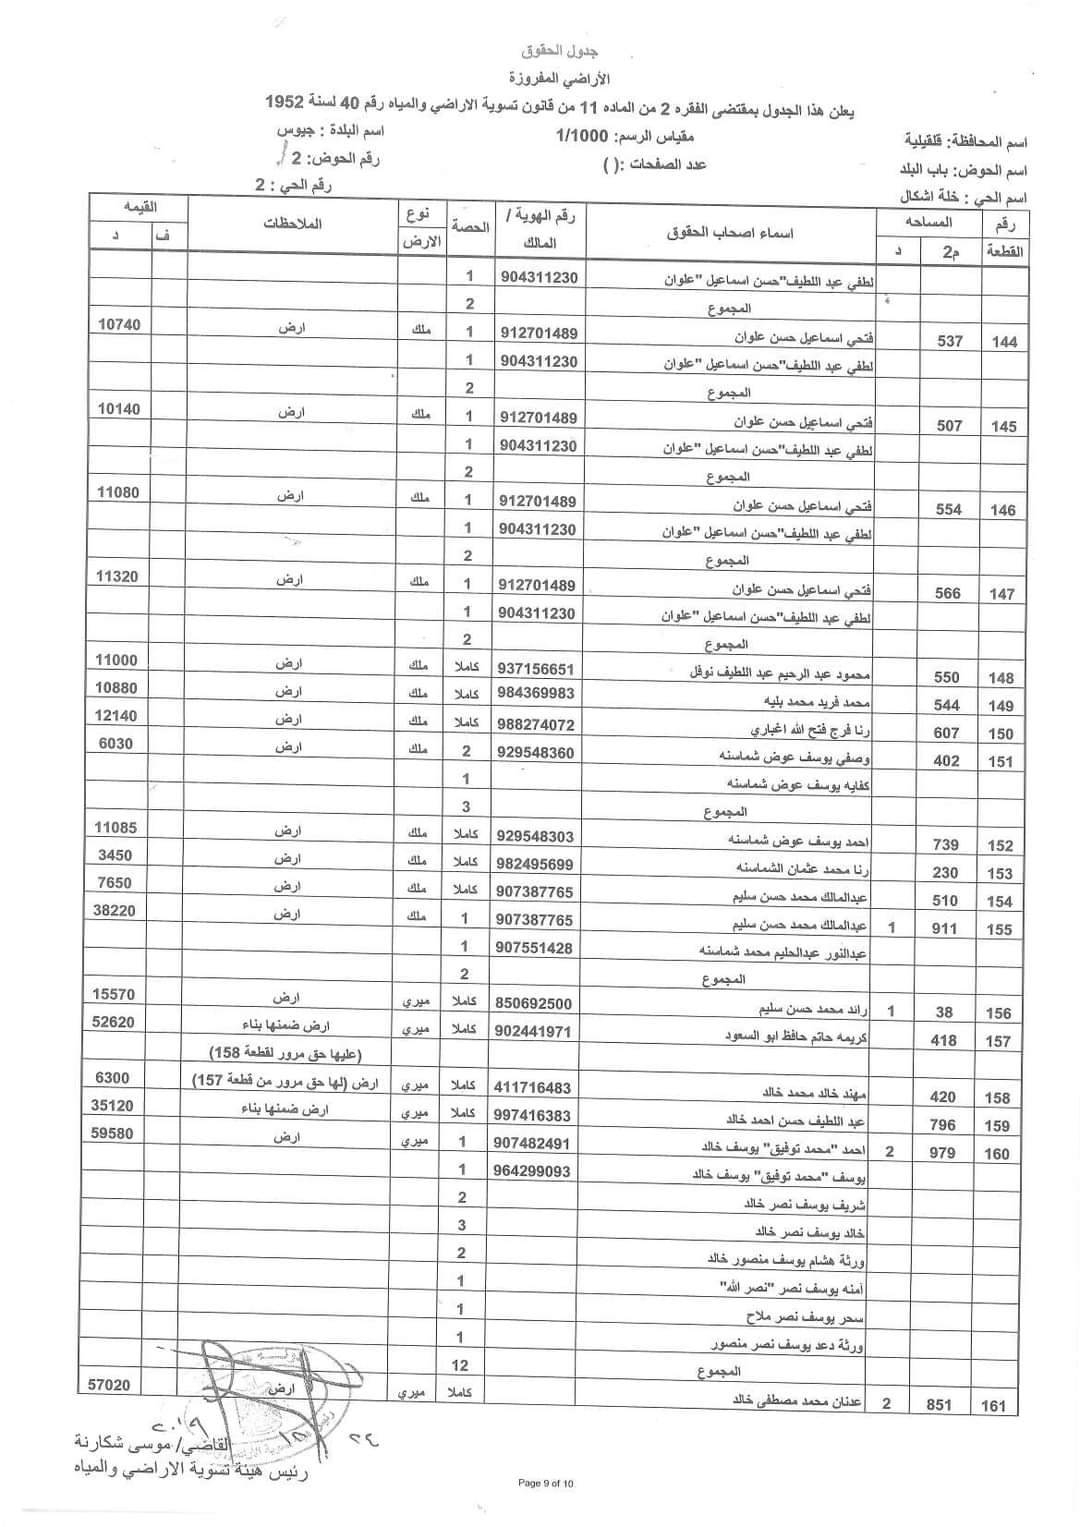 جدول الحقوق
الأراضي المفروزة
يعلن هذا الجدول بمقتضى الفقره 2 من الماده 11 من قانون تسوية الاراضي والمياه رقم 40 لسنة 1952
اسم المحافظة: قلقيلية مقياس الرسم: 1/1000 اسم البلدة : جيوس
اسم الحوض: باب البلد عدد الصفحات :( ) رقم الحوض: 2
اسم الحي : خلة اشكال رقم الحي : 2
رقم القطعة المساحه م2 د اسماء اصحاب الحقوق رقم الهوية / المالك الحصة نوع الارض الملاحظات القيمه ف د
لطفي عبد اللطيف"حسن اسماعيل "علوان 904311230 1
المجموع 2
144 537 فتحي اسماعيل حسن علوان 912701489 1 ملك ارض 10740
لطفي عبد اللطيف"حسن اسماعيل "علوان 904311230 1
المجموع 2
145 507 فتحي اسماعيل حسن علوان 912701489 1 ملك ارض 10140
لطفي عبد اللطيف"حسن اسماعيل "علوان 904311230 1
المجموع 2
146 554 فتحي اسماعيل حسن علوان 912701489 1 ملك ارض 11080
لطفي عبد اللطيف"حسن اسماعيل "علوان 904311230 1
المجموع 2
147 566 فتحي اسماعيل حسن علوان 912701489 1 ملك ارض 11320
لطفي عبد اللطيف"حسن اسماعيل "علوان 904311230 1
المجموع 2
148 550 محمود عبد الرحيم عبد اللطيف نوفل 937156651 كاملا ملك ارض 11000
149 544 محمد فريد محمد بليه 984369983 كاملا ملك ارض 10880
150 607 رنا فرج فتح الله اغباري 988274072 كاملا ملك ارض 12140
151 402 وصفي يوسف عوض شماسنه 929548360 2 ملك ارض 6030
كفايه يوسف عوض شماسنه 1
المجموع 3
152 739 احمد يوسف عوض شماسنه 929548303 كاملا ملك ارض 11085
153 230 رنا محمد عثمان الشماسنه 982495699 كاملا ملك ارض 3450
154 510 عبدالمالك محمد حسن سليم 907387765 كاملا ملك ارض 7650
155 911 1 عبدالمالك محمد حسن سليم 907387765 1 ملك ارض 38220
عبدالنور عبدالحليم محمد شماسنه 907551428 1
المجموع 2
156 38 1 رائد محمد حسن سليم 850692500 كاملا ميري ارض 15570
157 418 كريمه حاتم حافظ ابو السعود 902441971 كاملا ميري ارض ضمنها بناء 52620
(عليها حق مرور لقطعة 158)
158 420 مهند خالد محمد خالد 411716483 كاملا ميري ارض (لها حق مرور من قطعة 157) 6300
159 796 عبد اللطيف حسن احمد خالد 997416383 كاملا ميري ارض ضمنها بناء 35120
160 979 2 احمد "محمد توفيق" يوسف خالد 907482491 1 ميري ارض 59580
يوسف "محمد توفيق" يوسف خالد 964299093 1
شريف يوسف نصر خالد 2
خالد يوسف نصر خالد 3
ورثة هشام يوسف منصور خالد 2
آمنه يوسف نصر "نصر الله" 1
سحر يوسف نصر ملاح 1
ورثة دعد يوسف نصر منصور 1
المجموع 12
161 851 2 عدنان محمد مصطفى خالد كاملا ميري ارض 57020
القاضي/ موسى شكارنة
رئيس هيئة تسوية الاراضي والمياه
Page 9 of 10